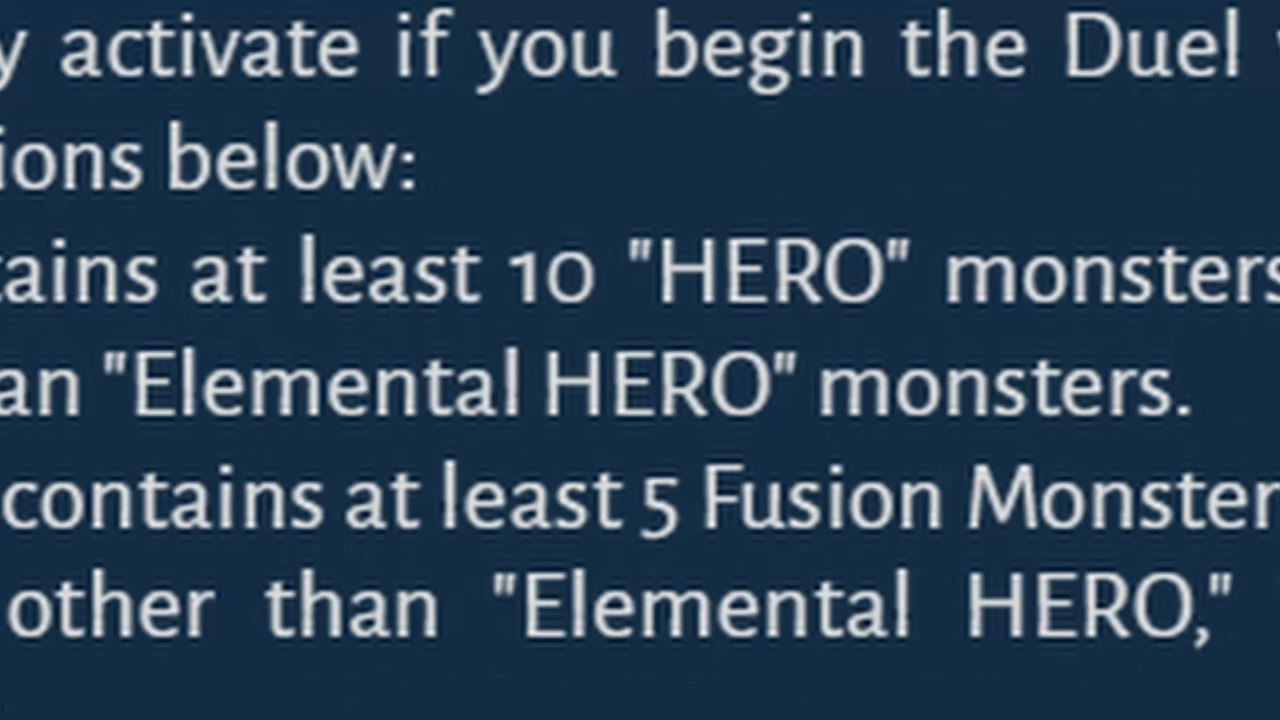 y activate if you begin the Duel
ions below:
tains at least 10 "HERO" monsters
an "Elemental HERO" monsters.
contains at least 5 Fusion Monster
other than "Elemental HERO,"